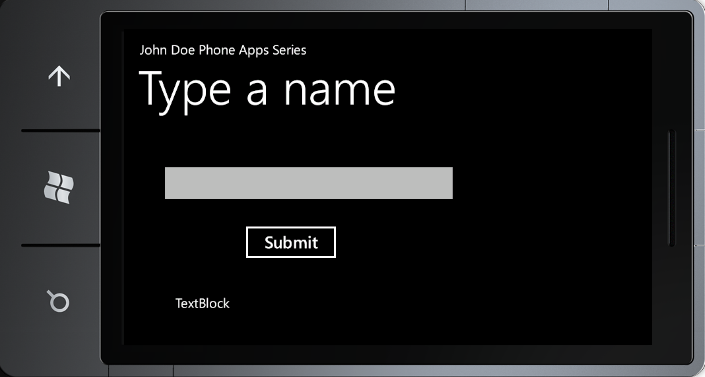 John Doe Phone Apps Series
Type a name
Submit
TextBlock